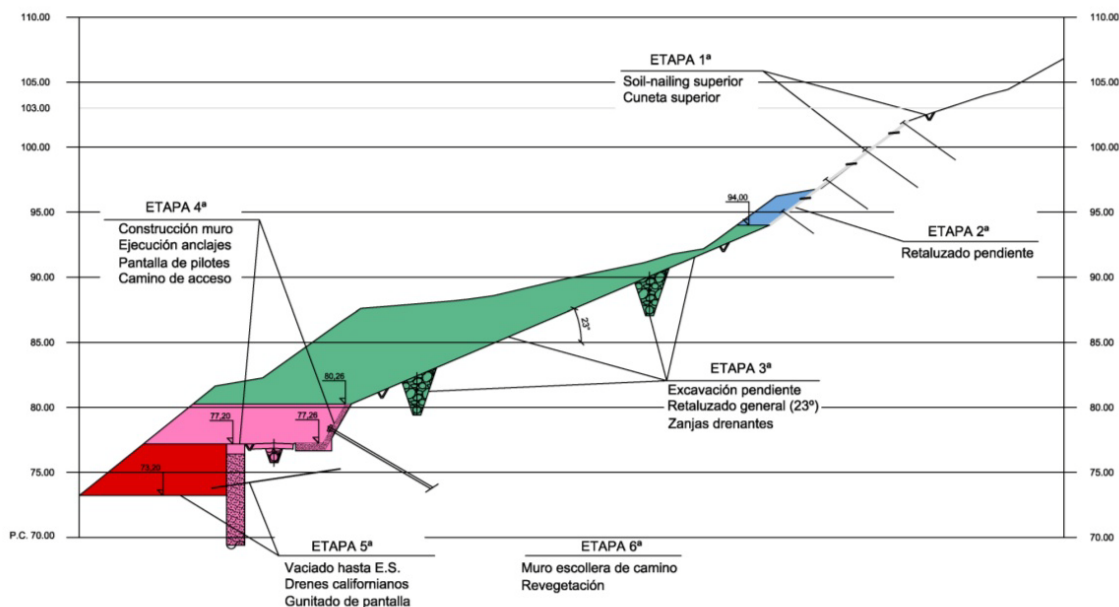 110.00
110.00
ETAPA 1ª
Soil-nailing superior
Cuneta superior
105.00
105.00
103.00
103.00
100.00
100.00
ETAPA 4ª
Construcción muro
Ejecución anclajes
Pantalla de pilotes
Camino de acceso
95.00
94,00
95.00
ETAPA 2ª
Retaluzado pendiente
90.00
90.00
23°
85.00
85.00
ETAPA 3ª
Excavación pendiente
Retaluzado general (23º)
Zanjas drenantes
80,26
80.00
80.00
77,20
77,26
75.00
73,20
75.00
P.C. 70.00
70.00
ETAPA 5ª
Vaciado hasta E.S.
Drenes californianos
Gunitado de pantalla
ETAPA 6ª
Muro escollera de camino
Revegetación